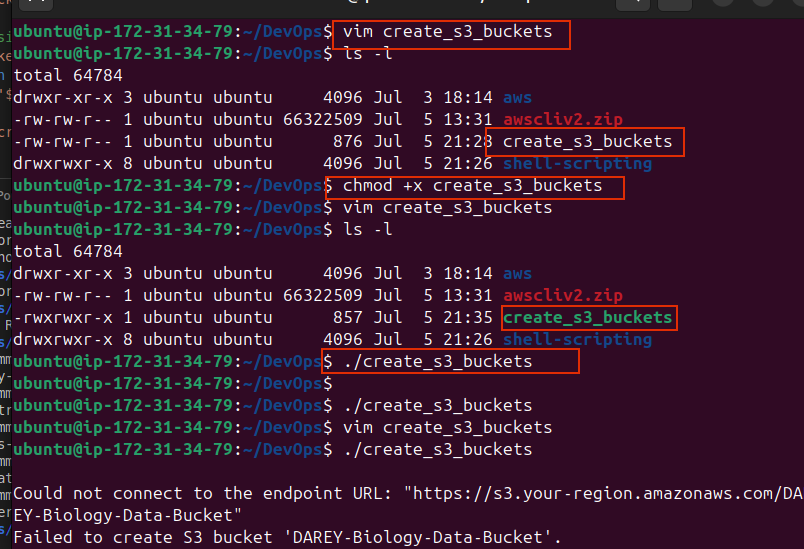 ubuntu@ip-172-31-34-79:~/DevOps$ vim create_s3_buckets
ubuntu@ip-172-31-34-79:~/DevOps$ ls -l
total 64784
drwxr-xr-x 3 ubuntu ubuntu     4096 Jul  3 18:14 aws
-rw-rw-r-- 1 ubuntu ubuntu 66322509 Jul  5 13:31 awscliv2.zip
-rw-rw-r-- 1 ubuntu ubuntu      876 Jul  5 21:28 create_s3_buckets
drwxrwxr-x 8 ubuntu ubuntu     4096 Jul  5 21:26 shell-scripting
ubuntu@ip-172-31-34-79:~/DevOps$ chmod +x create_s3_buckets
ubuntu@ip-172-31-34-79:~/DevOps$ vim create_s3_buckets
ubuntu@ip-172-31-34-79:~/DevOps$ ls -l
total 64784
drwxr-xr-x 3 ubuntu ubuntu     4096 Jul  3 18:14 aws
-rw-rw-r-- 1 ubuntu ubuntu 66322509 Jul  5 13:31 awscliv2.zip
-rwxrwxr-x 1 ubuntu ubuntu      857 Jul  5 21:35 create_s3_buckets
drwxrwxr-x 8 ubuntu ubuntu     4096 Jul  5 21:26 shell-scripting
ubuntu@ip-172-31-34-79:~/DevOps$ ./create_s3_buckets
ubuntu@ip-172-31-34-79:~/DevOps$
ubuntu@ip-172-31-34-79:~/DevOps$ ./create_s3_buckets
ubuntu@ip-172-31-34-79:~/DevOps$ vim create_s3_buckets
ubuntu@ip-172-31-34-79:~/DevOps$ ./create_s3_buckets
Could not connect to the endpoint URL: "https://s3.your-region.amazonaws.com/DA
EY-Biology-Data-Bucket"
Failed to create S3 bucket 'DAREY-Biology-Data-Bucket'.